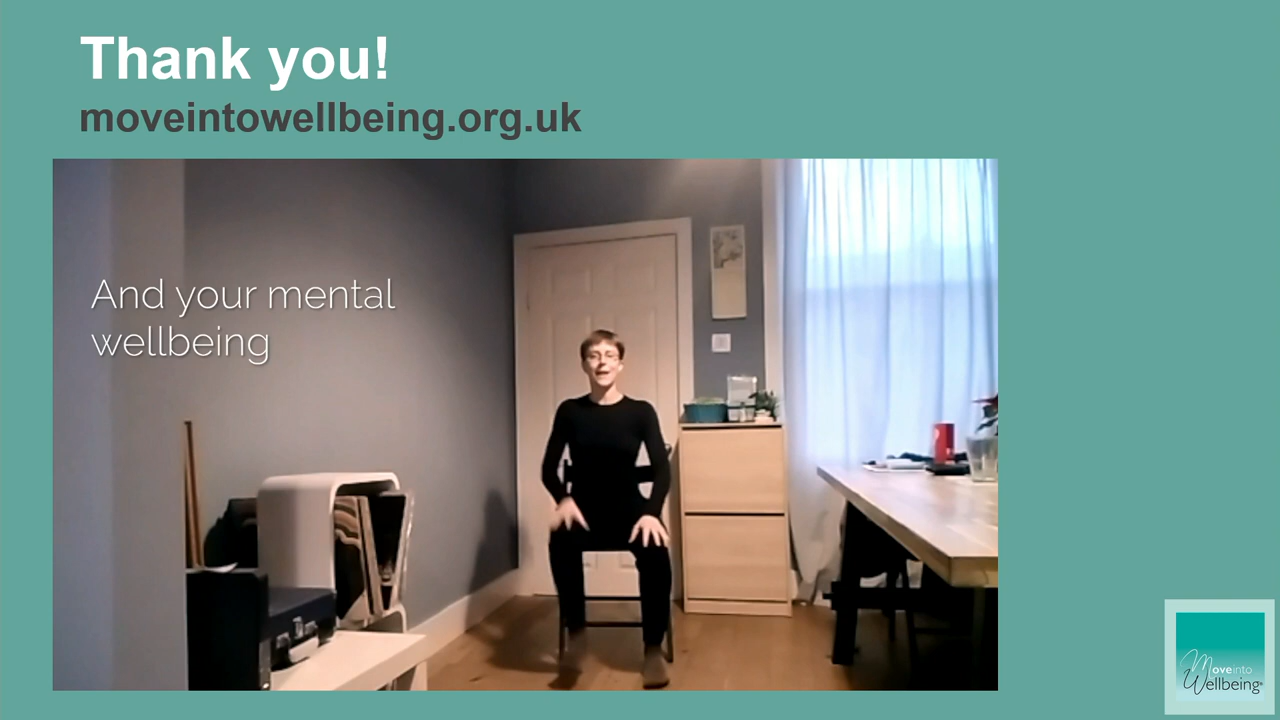 Thank you!
moveintowellbeing.org.uk
And your mental
wellbeing
Move into
Wellbeing®